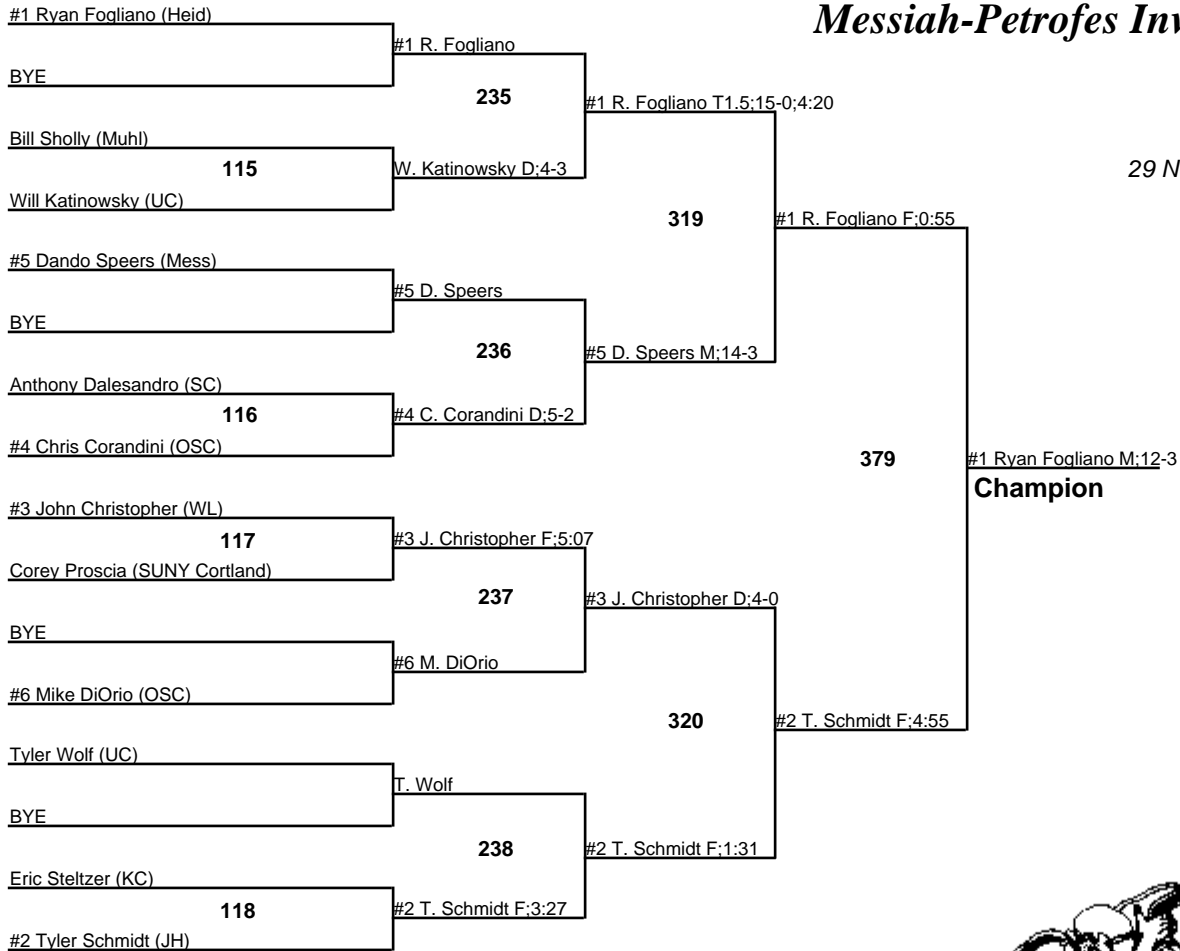 #1 Ryan Fogliano (Heid)
Messiah-Petrofes Inv
#1 R. Fogliano
BYE
235
#1 R. Fogliano T1.5;15-0;4:20
Bill Sholly (Muhl)
115
W. Katinowsky D;4-3
29 N
Will Katinowsky (UC)
319
#1 R. Fogliano F;0:55
#5 Dando Speers (Mess)
#5 D. Speers
BYE
236
#5 D. Speers M;14-3
Anthony Dalesandro (SC)
116
#4 C. Corandini D;5-2
#4 Chris Corandini (OSC)
379
#1 Ryan Fogliano M;12-3
Champion
#3 John Christopher (WL)
117
#3 J. Christopher F;5:07
Corey Proscia (SUNY Cortland)
237
#3 J. Christopher D;4-0
BYE
#6 M. DiOrio
#6 Mike DiOrio (OSC)
320
#2 T. Schmidt F;4:55
Tyler Wolf (UC)
T. Wolf
BYE
238
#2 T. Schmidt F;1:31
Eric Steltzer (KC)
118
#2 T. Schmidt F;3:27
#2 Tyler Schmidt (JH)